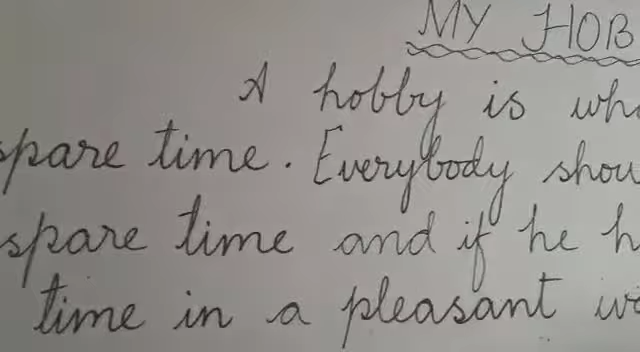 MY HOB
A hobby is wh
spare time. Everybody shou
spare time and if he h
time in a pleasant w